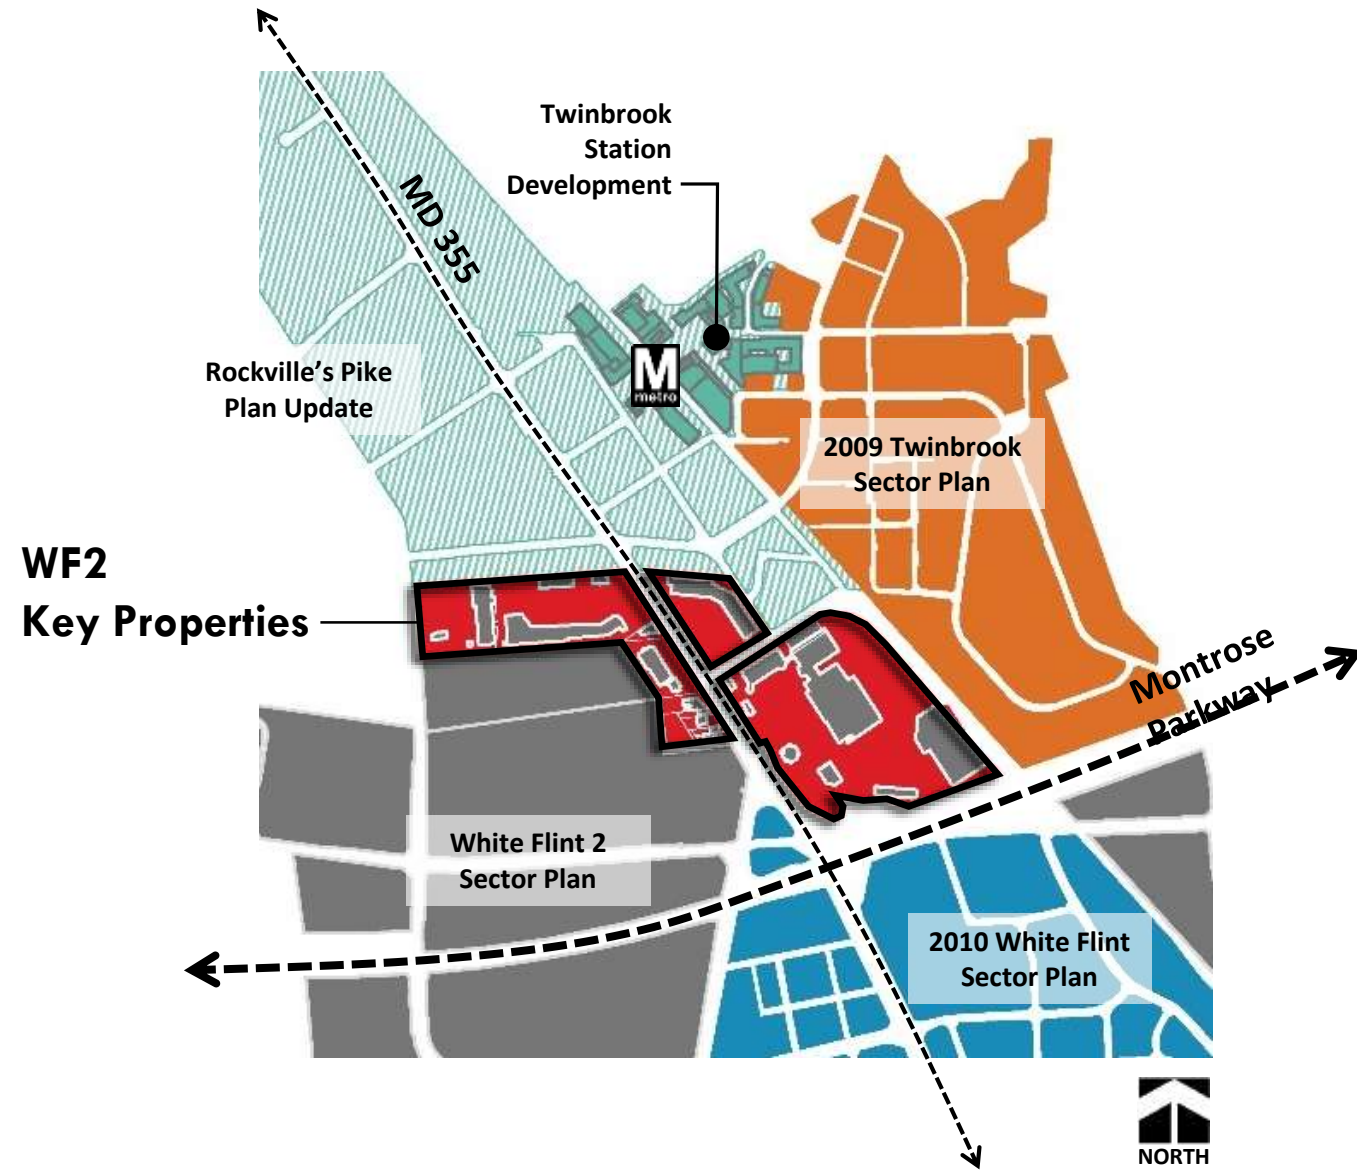 Twinbrook
Station
Development
MD 355
Rockville’s Pike
Plan Update
M
metro
2009 Twinbrook
Sector Plan
WF2
Key Properties
Montrose
Parkway
White Flint 2
Sector Plan
2010 White Flint
Sector Plan
NORTH